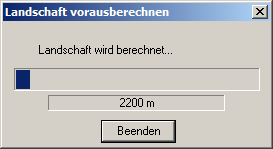 Landschaft vorausberechnen
Landschaft wird berechnet...
2200 m
Beenden